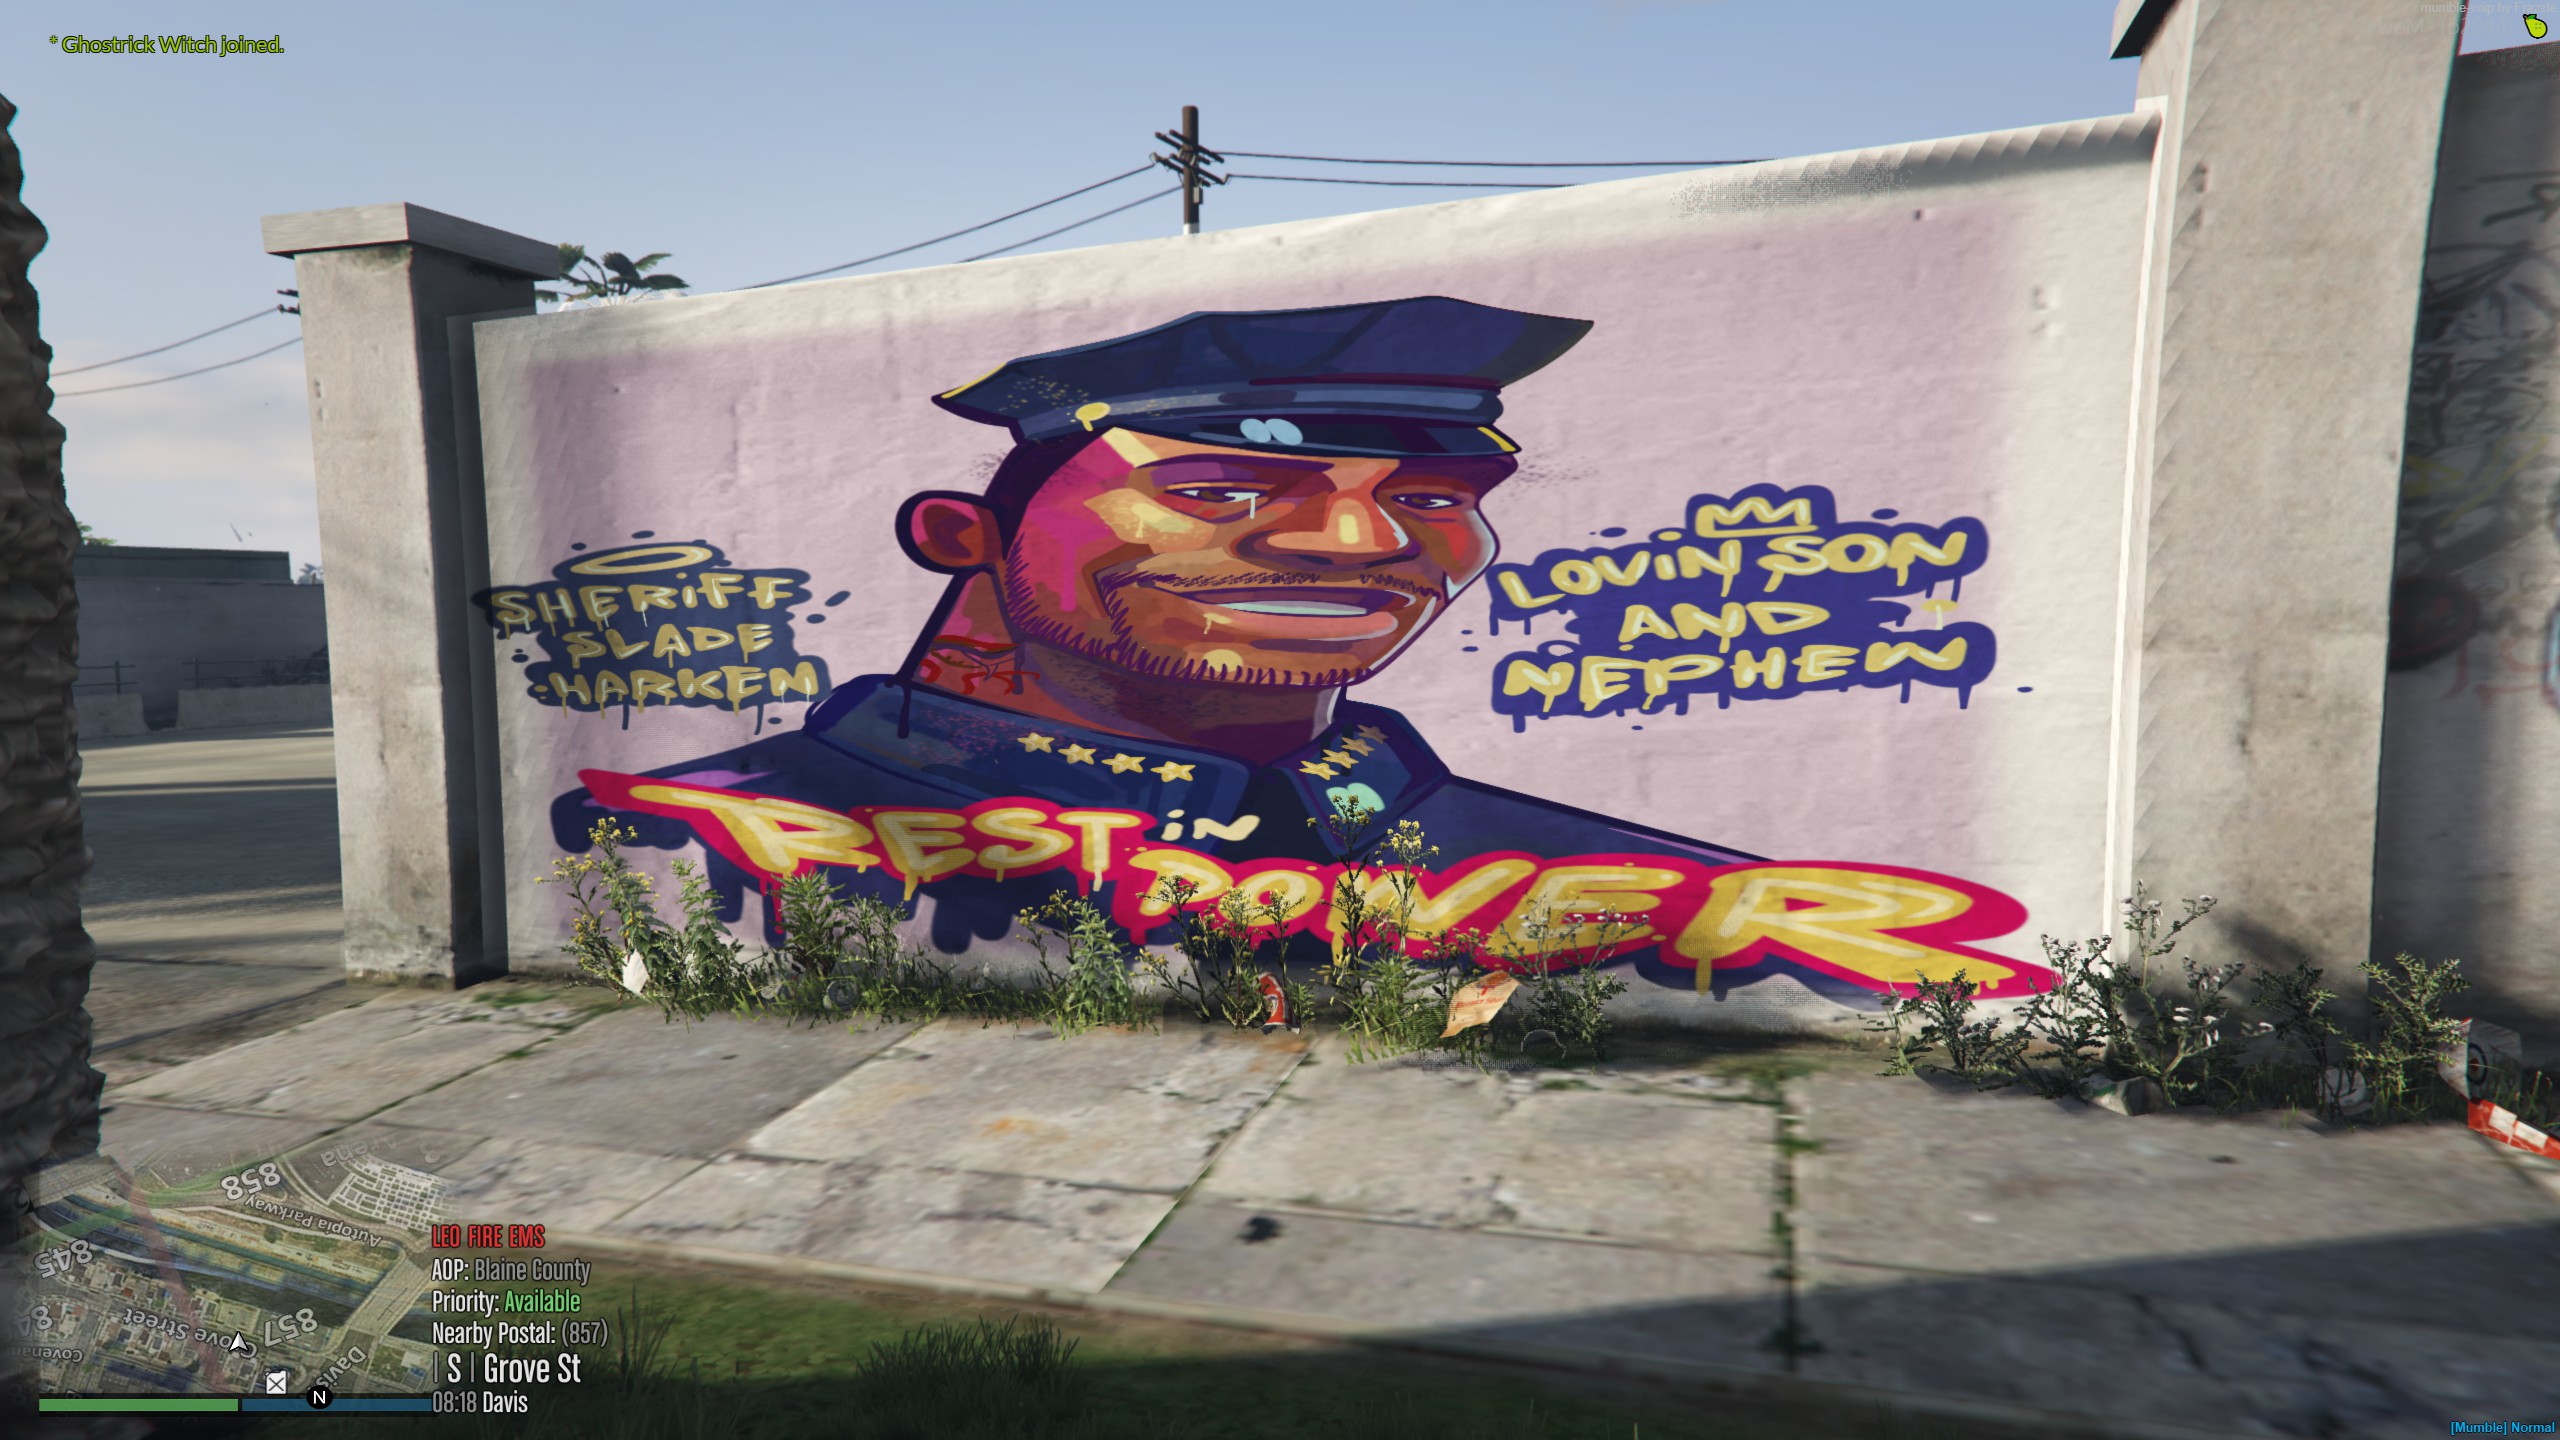 * Ghostrick Witch joined.
SHERIFF
SLADE
HARKEN
LOVIN SON
AND
NEPHEW
REST IN
POWER
858
Autopia Parkway
845
857
ove Street
Covenant
Davis
LEO FIRE EMS
AOP: Blaine County
Priority: Available
Nearby Postal: (857)
| S | Grove St
08:18 Davis
N
[Mumble] Normal